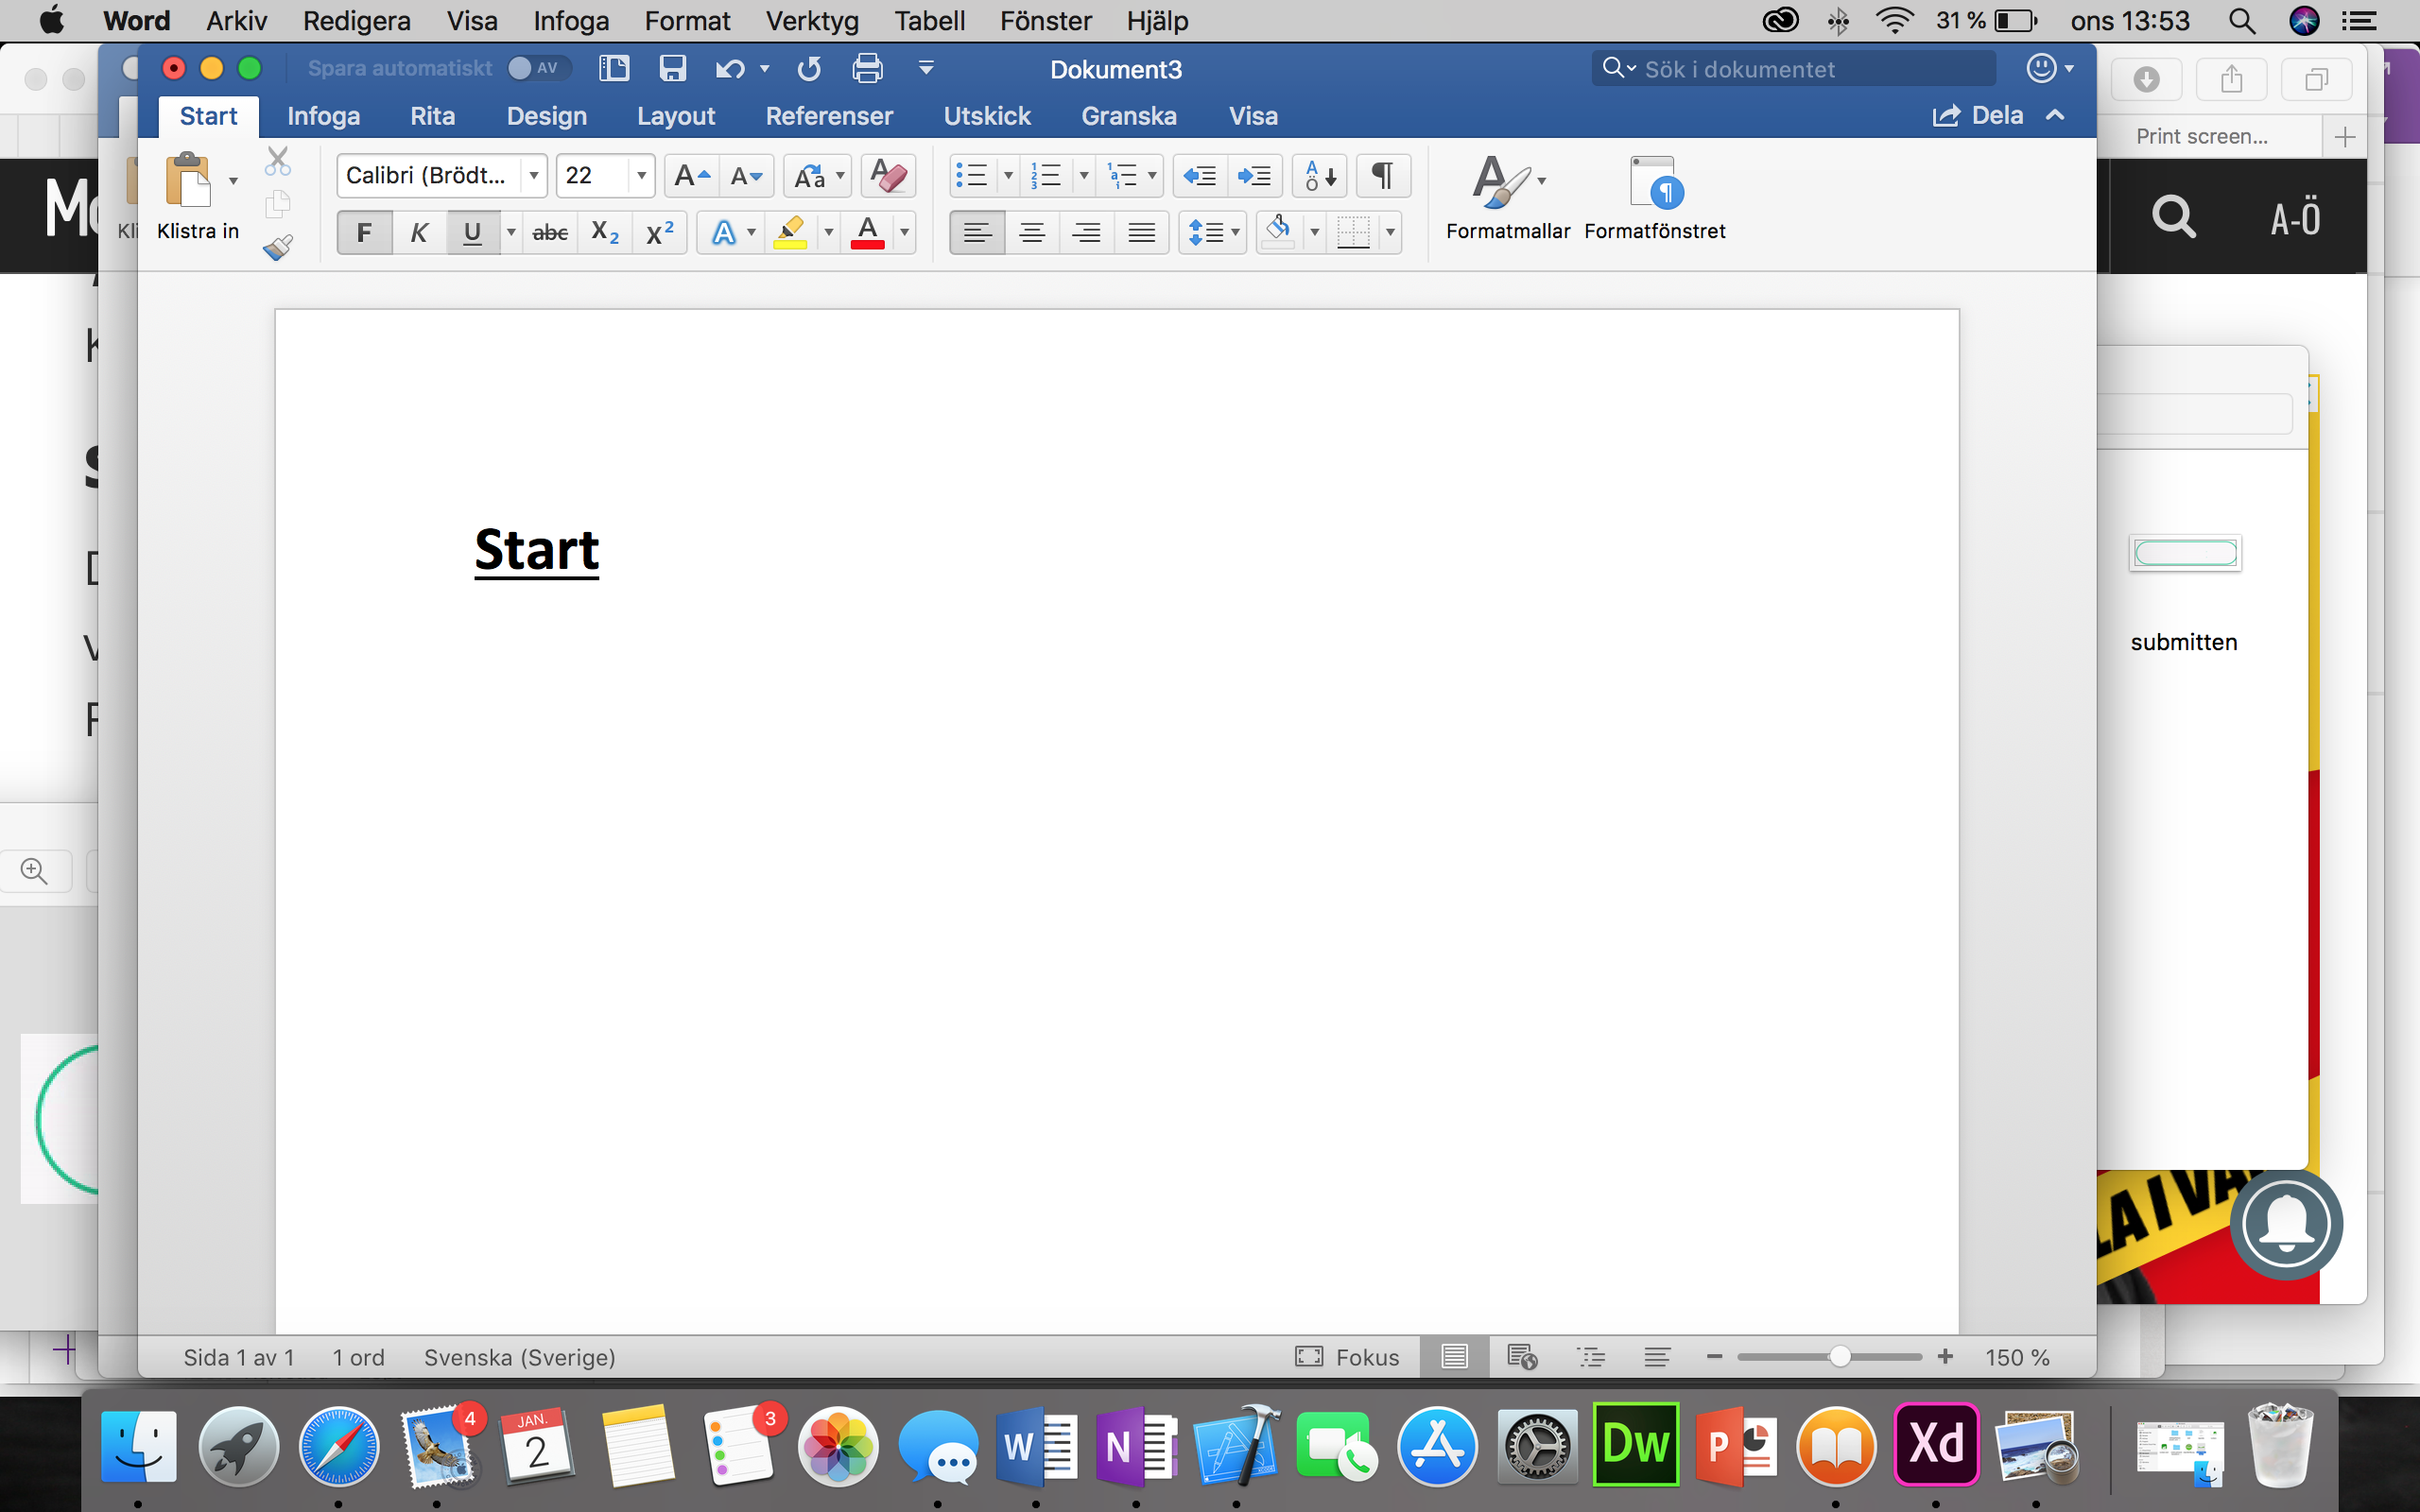 Word Arkiv Redigera Visa Infoga Format Verktyg Tabell Fönster Hjälp 31 % ons 13:53
Spara automatiskt AV Dokument3 Sök i dokumentet
Start Infoga Rita Design Layout Referenser Utskick Granska Visa Dela
Print screen...
Klistra in
Calibri (Brödt... 22
F K U abc X2 X2 A A
Formatmallar Formatfönstret
A-Ö
Start
submitten
LAIVA
Sida 1 av 1 1 ord Svenska (Sverige) Fokus 150 %
4 JAN. 2 3 W N Dw P Xd